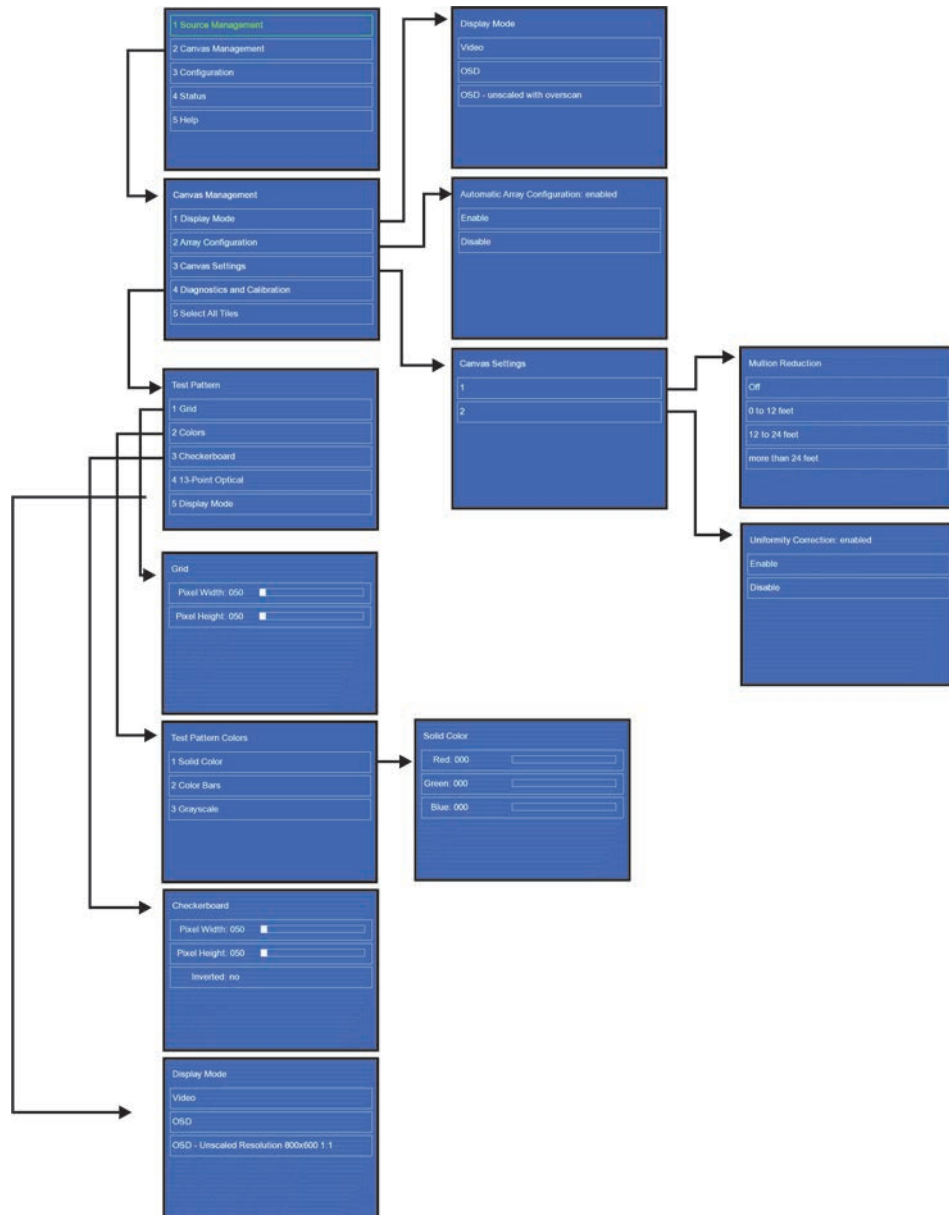 1 Source Management
2 Canvas Management
3 Configuration
4 Status
5 Help
Display Mode
Video
OSD
OSD - unscaled with overscan
Canvas Management
1 Display Mode
2 Array Configuration
3 Canvas Settings
4 Diagnostics and Calibration
5 Select All Tiles
Automatic Array Configuration: enabled
Enable
Disable
Canvas Settings
1
2
Mullion Reduction
Off
0 to 12 feet
12 to 24 feet
more than 24 feet
Test Pattern
1 Grid
2 Colors
3 Checkerboard
4 13-Point Optical
5 Display Mode
Uniformity Correction: enabled
Enable
Disable
Grid
Pixel Width: 050
Pixel Height: 050
Test Pattern Colors
1 Solid Color
2 Color Bars
3 Grayscale
Solid Color
Red: 000
Green: 000
Blue: 000
Checkerboard
Pixel Width: 050
Pixel Height: 050
Inverted: no
Display Mode
Video
OSD
OSD - Unscaled Resolution 800x600 1:1